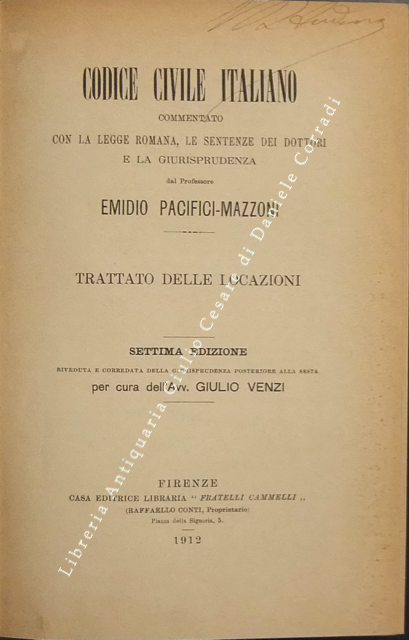 CODICE CIVILE ITALIANO
COMMENTATO
CON LA LEGGE ROMANA, LE SENTENZE DEI DOTTORI
E LA GIURISPRUDENZA
dal Professore
EMIDIO PACIFICI-MAZZONI
TRATTATO DELLE LOCAZIONI
SETTIMA EDIZIONE
RIVEDUTA E CORREDATA DELLA GIURISPRUDENZA POSTERIORE ALLA SESTA
per cura dell'Avv. GIULIO VENZI
FIRENZE
CASA EDITRICE LIBRARIA “ FRATELLI CAMMELLI „
(RAFFAELLO CONTI, Proprietario)
Piazza della Signoria, 5.
1912
Libreria Antiquaria Giulio Cesare di Daniele Corradi